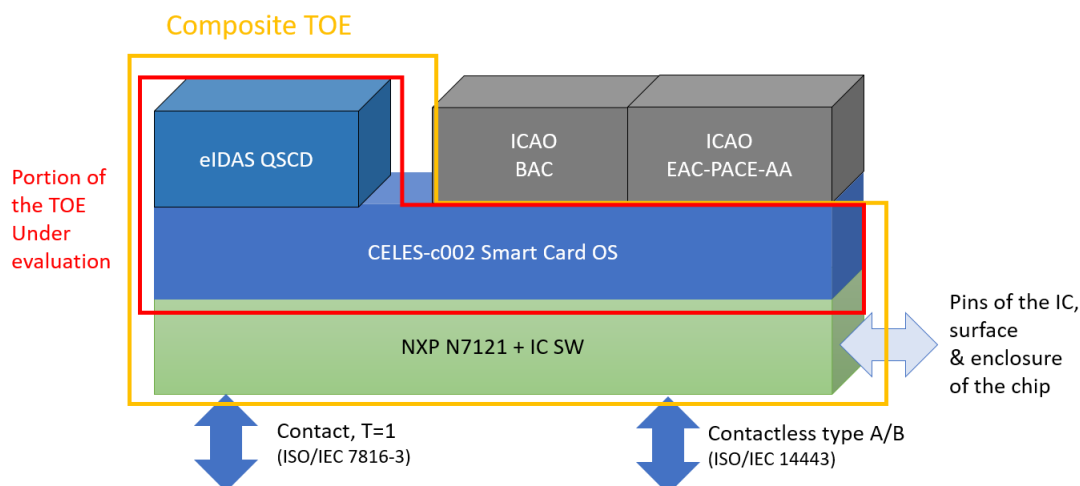 Composite TOE
eIDAS QSCD
ICAO
BAC
ICAO
EAC-PACE-AA
Portion of
the TOE
Under
evaluation
CELES-c002 Smart Card OS
NXP N7121 + IC SW
Pins of the IC,
surface
& enclosure
of the chip
Contact, T=1
(ISO/IEC 7816-3)
Contactless type A/B
(ISO/IEC 14443)